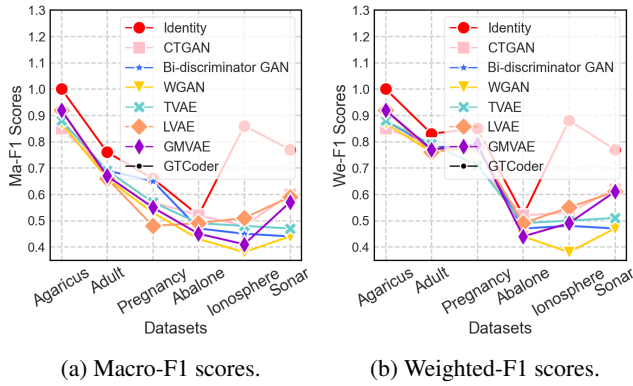 1.3
1.2
1.1
1.0
0.9
0.8
0.7
0.6
0.5
0.4
Ma-F1 Scores
Identity
CTGAN
Bi-discriminator GAN
WGAN
TVAE
LVAE
GMVAE
GTCoder
Agaricus
Adult
Pregnancy
Abalone
Ionosphere
Sonar
Datasets
(a) Macro-F1 scores.
1.3
1.2
1.1
1.0
0.9
0.8
0.7
0.6
0.5
0.4
We-F1 Scores
Identity
CTGAN
Bi-discriminator GAN
WGAN
TVAE
LVAE
GMVAE
GTCoder
Agaricus
Adult
Pregnancy
Abalone
Ionosphere
Sonar
Datasets
(b) Weighted-F1 scores.